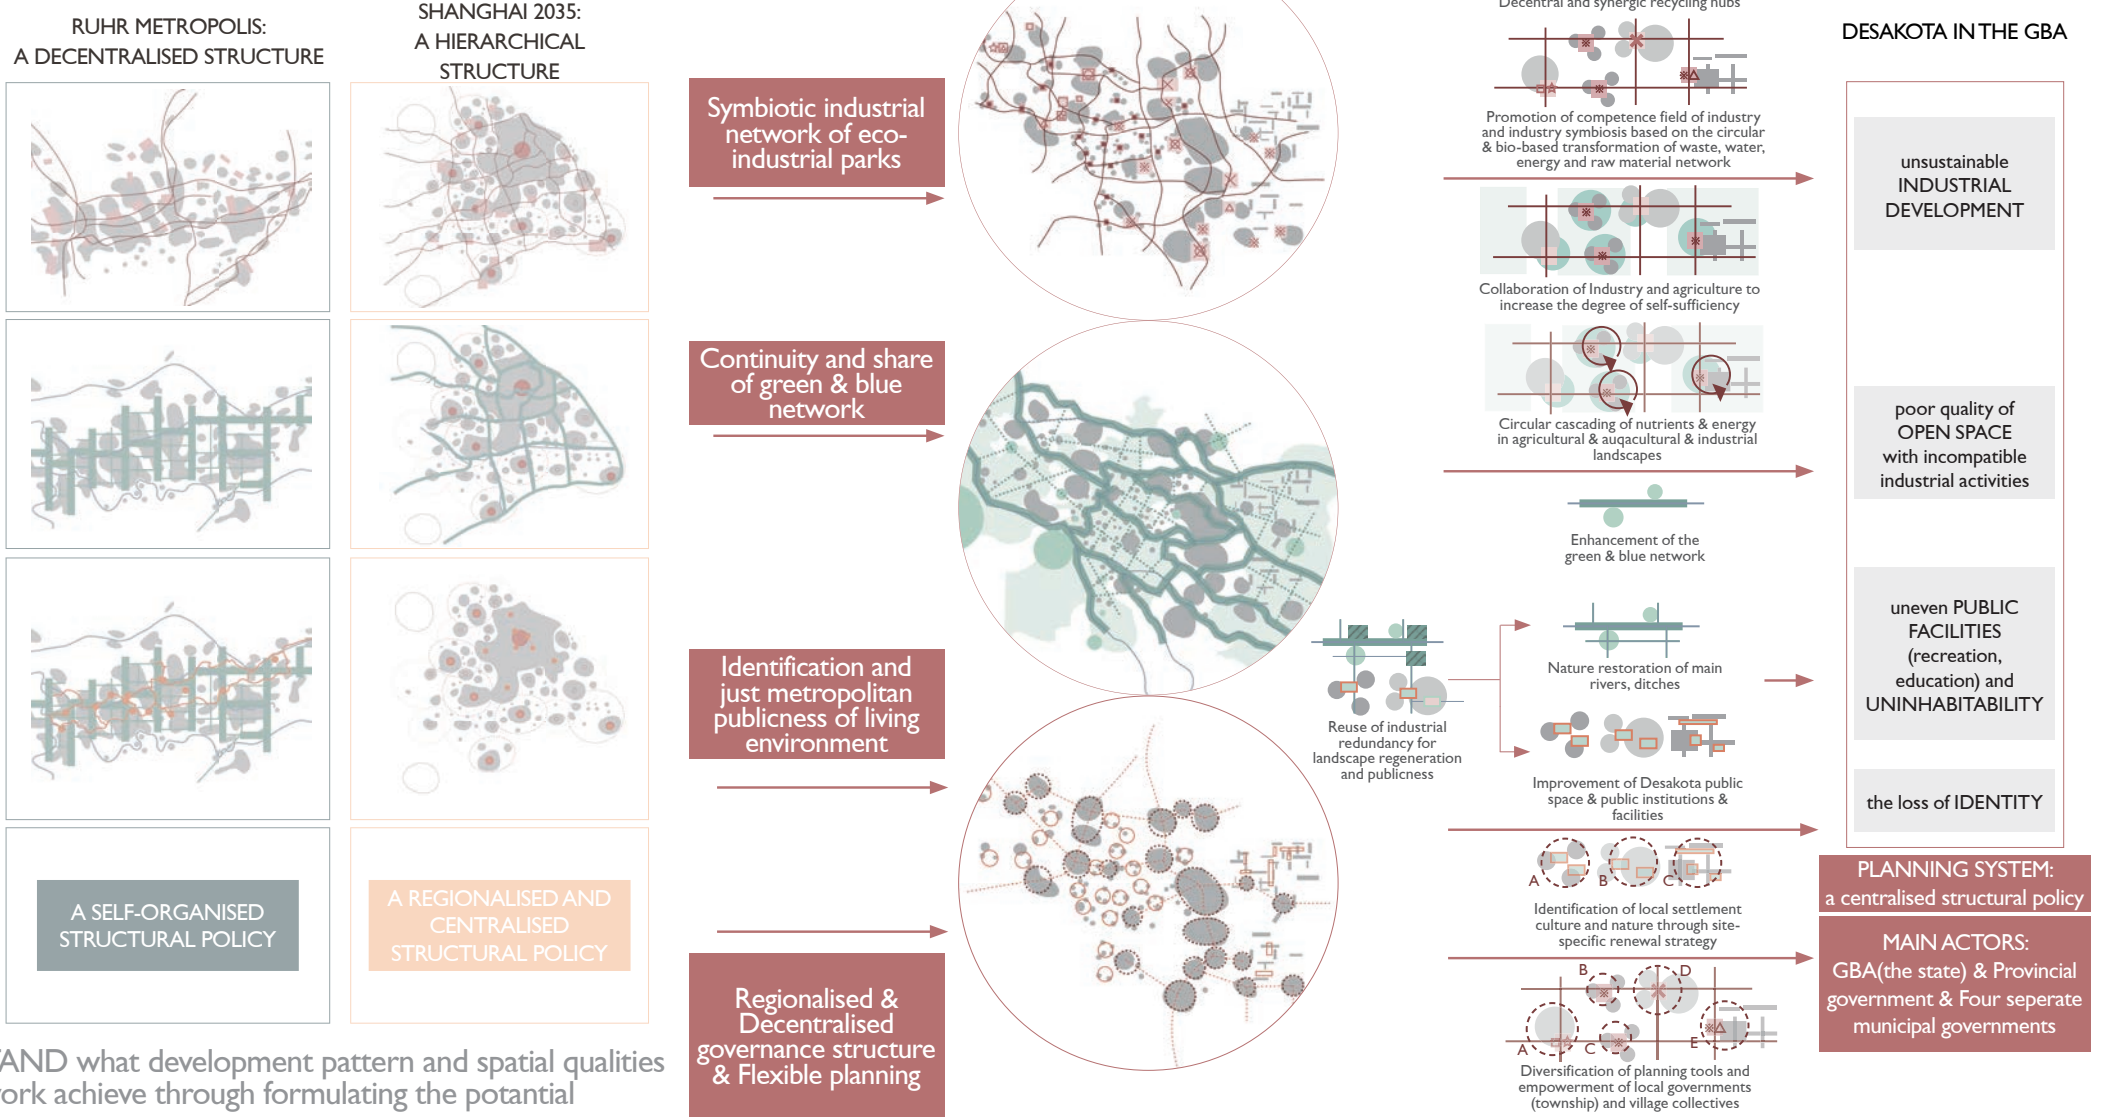 RUHR METROPOLIS:
A DECENTRALISED STRUCTURE
SHANGHAI 2035:
A HIERARCHICAL
STRUCTURE
A SELF-ORGANISED
STRUCTURAL POLICY
A REGIONALISED AND
CENTRALISED
STRUCTURAL POLICY
TAND what development pattern and spatial qualities
ork achieve through formulating the potantial
Symbiotic industrial
network of eco-
industrial parks
Continuity and share
of green & blue
network
Identification and
just metropolitan
publicness of living
environment
Regionalised &
Decentralised
governance structure
& Flexible planning
Reuse of industrial
redundancy for
landscape regeneration
and publicness
Decentral and synergic recycling hubs
Promotion of competence field of industry
and industry symbiosis based on the circular
& bio-based transformation of waste, water,
energy and raw material network
Collaboration of Industry and agriculture to
increase the degree of self-sufficiency
Circular cascading of nutrients & energy
in agricultural & auqacultural & industrial
landscapes
Enhancement of the
green & blue network
Nature restoration of main
rivers, ditches
Improvement of Desakota public
space & public institutions &
facilities
A
B
C
Identification of local settlement
culture and nature through site-
specific renewal strategy
B
D
A
C
E
Diversification of planning tools and
empowerment of local governments
(township) and village collectives
DESAKOTA IN THE GBA
unsustainable
INDUSTRIAL
DEVELOPMENT
poor quality of
OPEN SPACE
with incompatible
industrial activities
uneven PUBLIC
FACILITIES
(recreation,
education) and
UNINHABITABILITY
the loss of IDENTITY
PLANNING SYSTEM:
a centralised structural policy
MAIN ACTORS:
GBA(the state) & Provincial
government & Four seperate
municipal governments